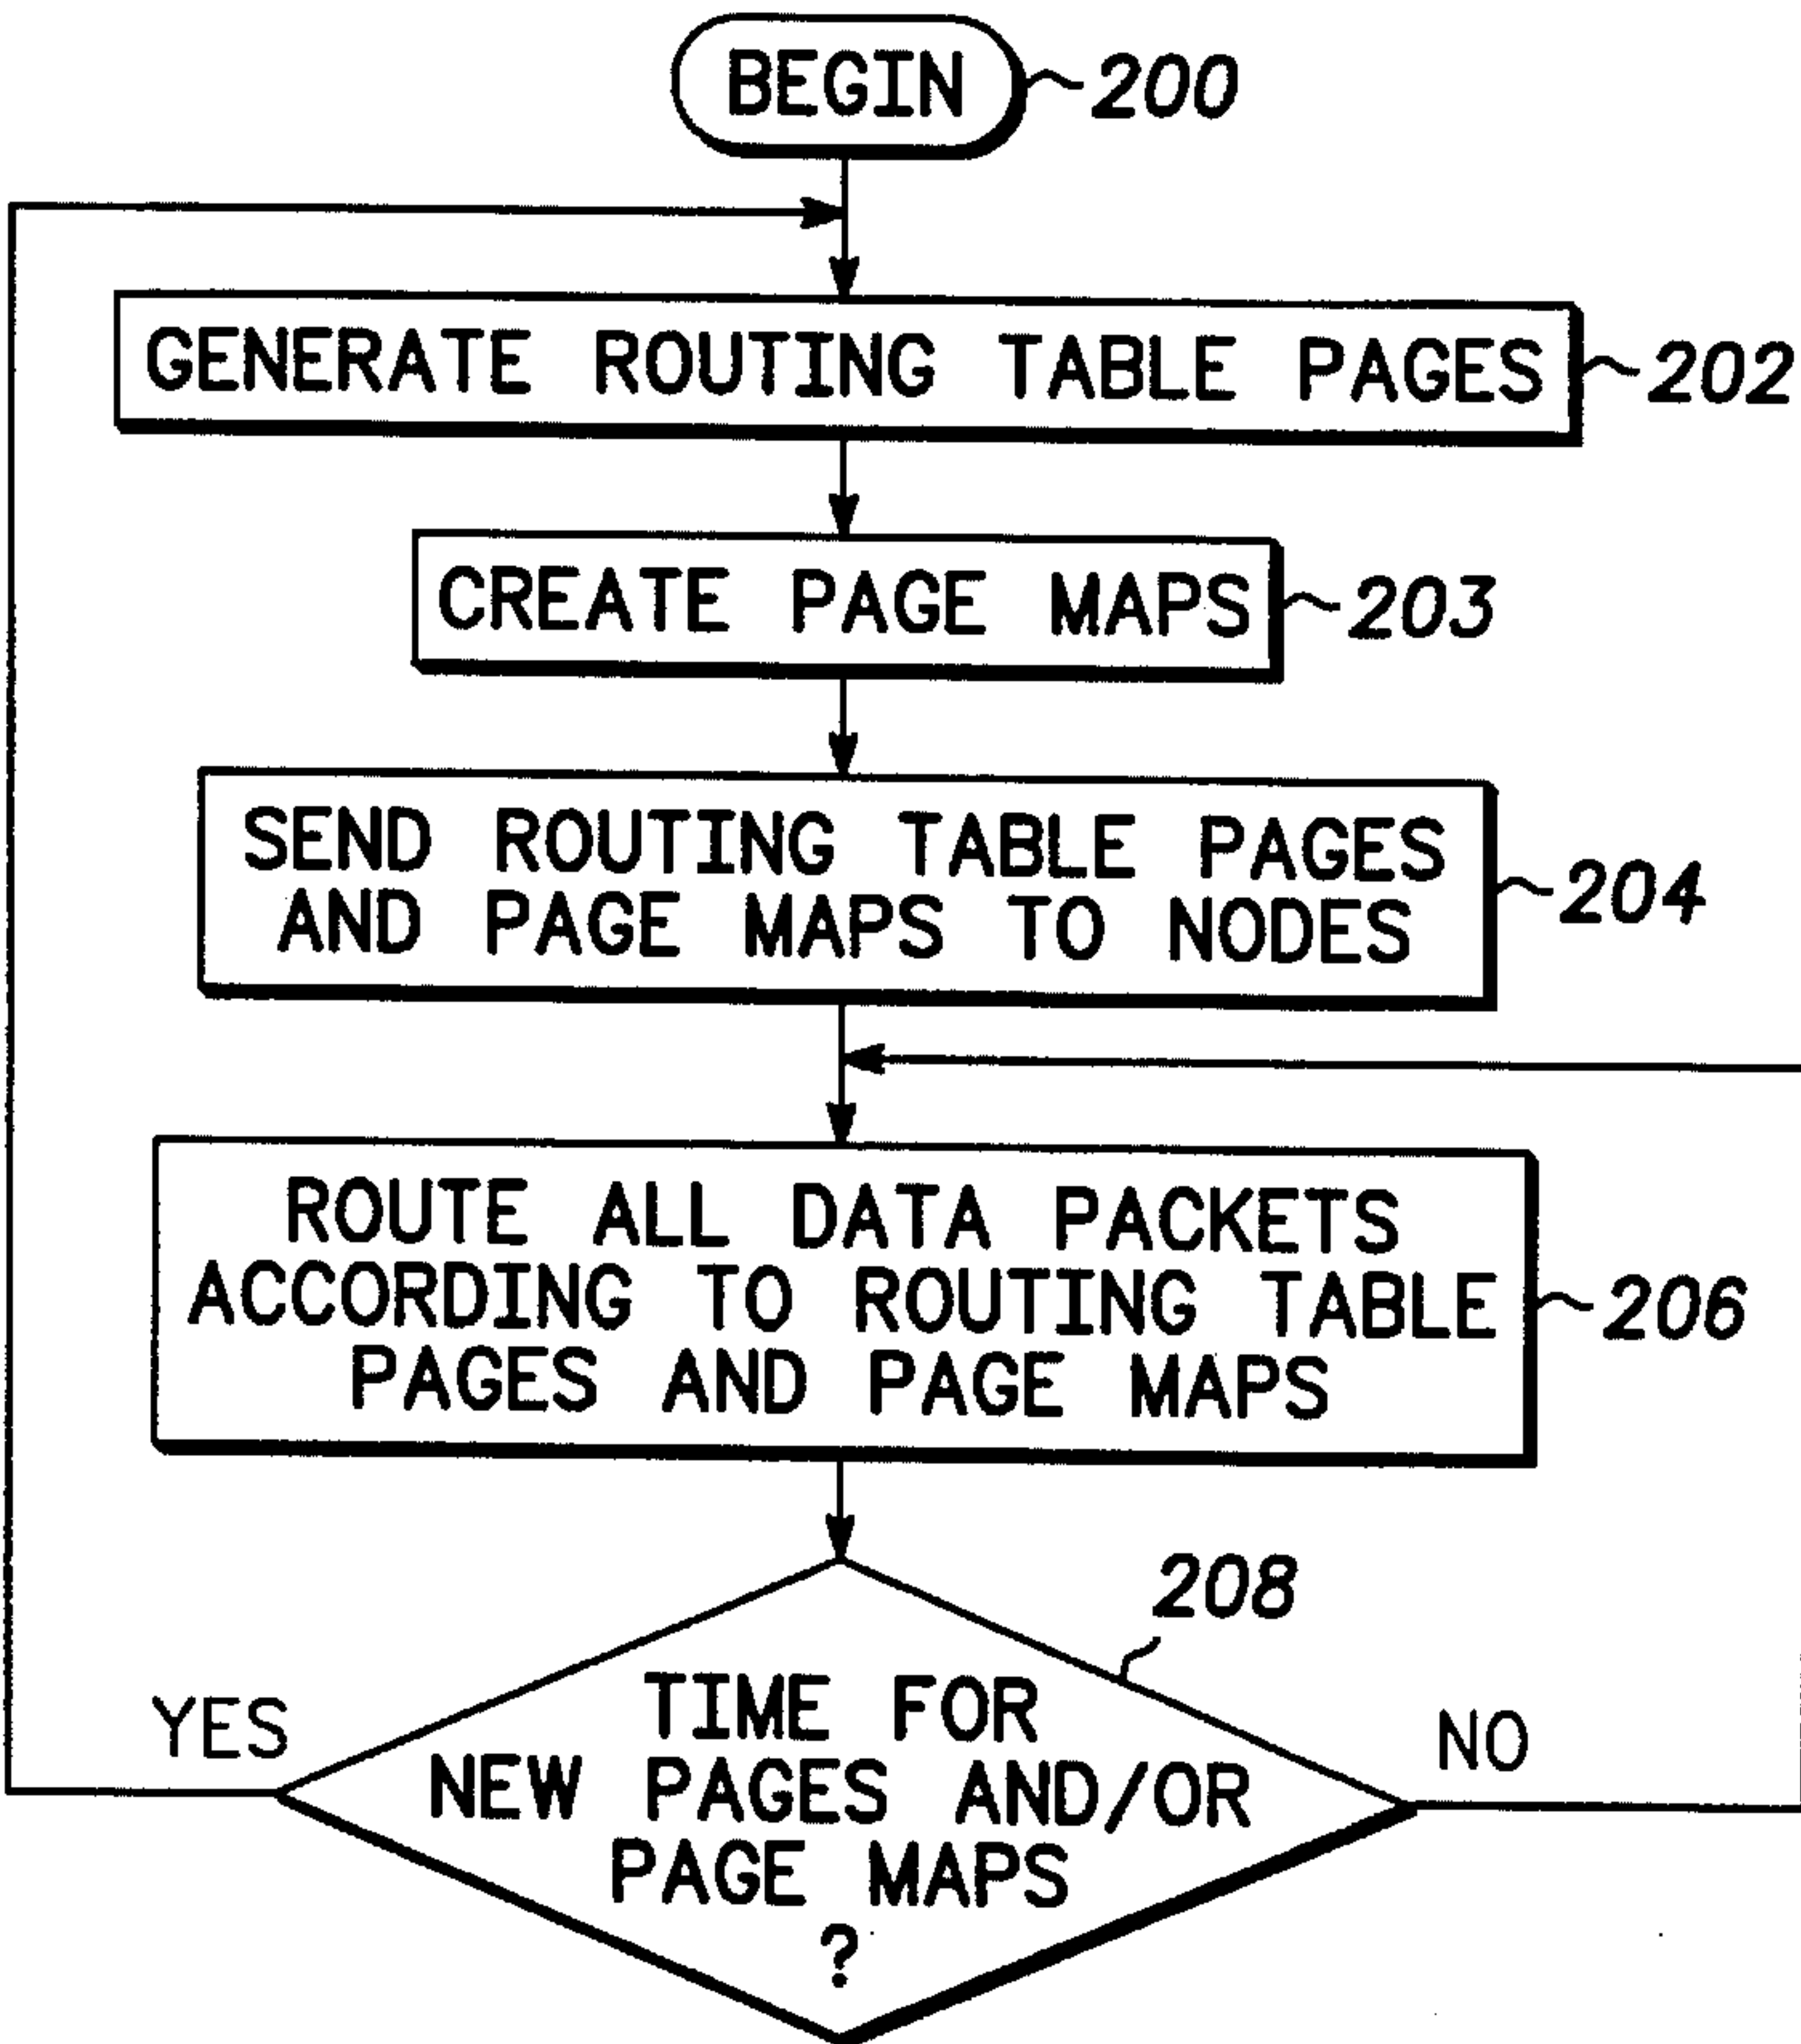 BEGIN 200
GENERATE ROUTING TABLE PAGES 202
CREATE PAGE MAPS 203
SEND ROUTING TABLE PAGES
AND PAGE MAPS TO NODES
204
ROUTE ALL DATA PACKETS
ACCORDING TO ROUTING TABLE
PAGES AND PAGE MAPS
206
208
YES
TIME FOR
NEW PAGES AND/OR
PAGE MAPS
?
NO